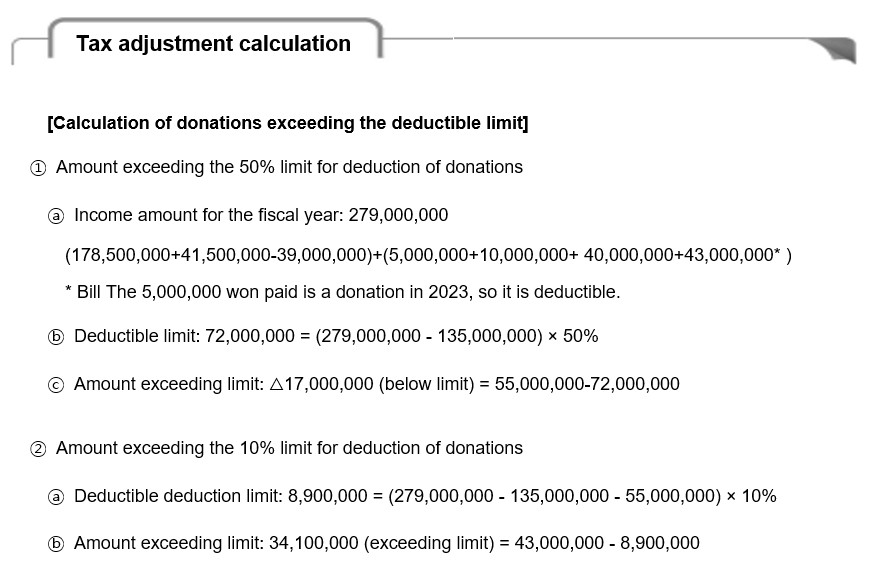 Tax adjustment calculation
[Calculation of donations exceeding the deductible limit]
① Amount exceeding the 50% limit for deduction of donations
ⓐ Income amount for the fiscal year: 279,000,000
(178,500,000+41,500,000-39,000,000)+(5,000,000+10,000,000+ 40,000,000+43,000,000* )
* Bill The 5,000,000 won paid is a donation in 2023, so it is deductible.
ⓑ Deductible limit: 72,000,000 = (279,000,000 - 135,000,000) × 50%
ⓒ Amount exceeding limit: △17,000,000 (below limit) = 55,000,000-72,000,000
② Amount exceeding the 10% limit for deduction of donations
ⓐ Deductible deduction limit: 8,900,000 = (279,000,000 - 135,000,000 - 55,000,000) × 10%
ⓑ Amount exceeding limit: 34,100,000 (exceeding limit) = 43,000,000 - 8,900,000